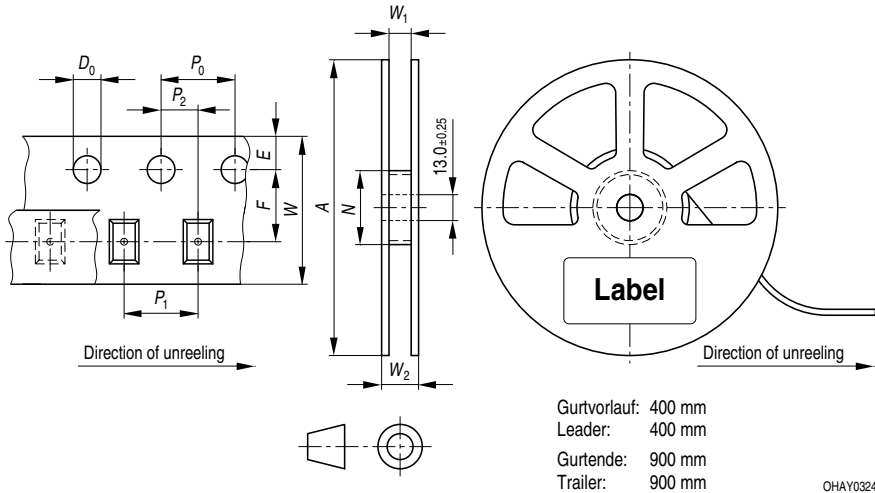 W1
D0
P0
P2
E
F
W
A
N
13.0±0.25
Label
P1
Direction of unreeling
W2
Direction of unreeling
Gurtvorlauf: 400 mm
Leader: 400 mm
Gurtende: 900 mm
Trailer: 900 mm
OHAY0324